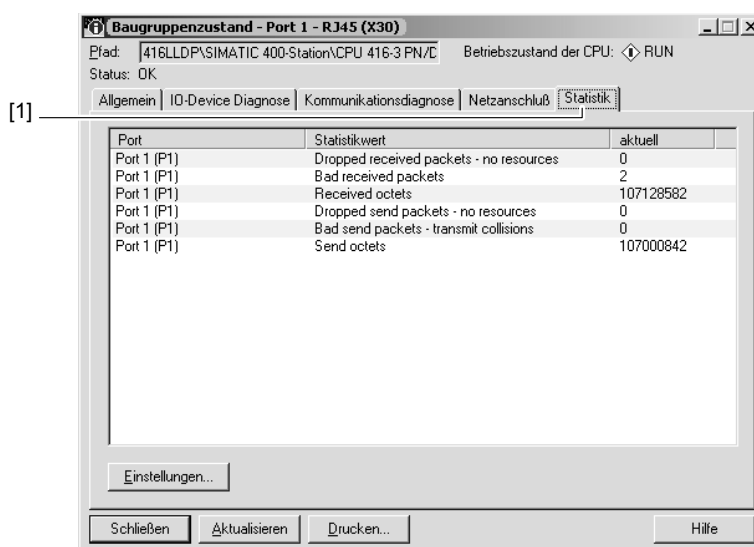 Baugruppenzustand - Port 1 - RJ45 (X30)
Pfad: 416LLDP\SIMATIC 400-Station\CPU 416-3 PN/D Betriebszustand der CPU: RUN
Status: OK
Allgemein IO-Device Diagnose Kommunikationsdiagnose Netzanschluß Statistik
[1]
Port Statistikwert aktuell
Port 1 (P1) Dropped received packets - no resources 0
Port 1 (P1) Bad received packets 2
Port 1 (P1) Received octets 107128582
Port 1 (P1) Dropped send packets - no resources 0
Port 1 (P1) Bad send packets - transmit collisions 0
Port 1 (P1) Send octets 107000842
Einstellungen...
Schließen Aktualisieren Drucken... Hilfe